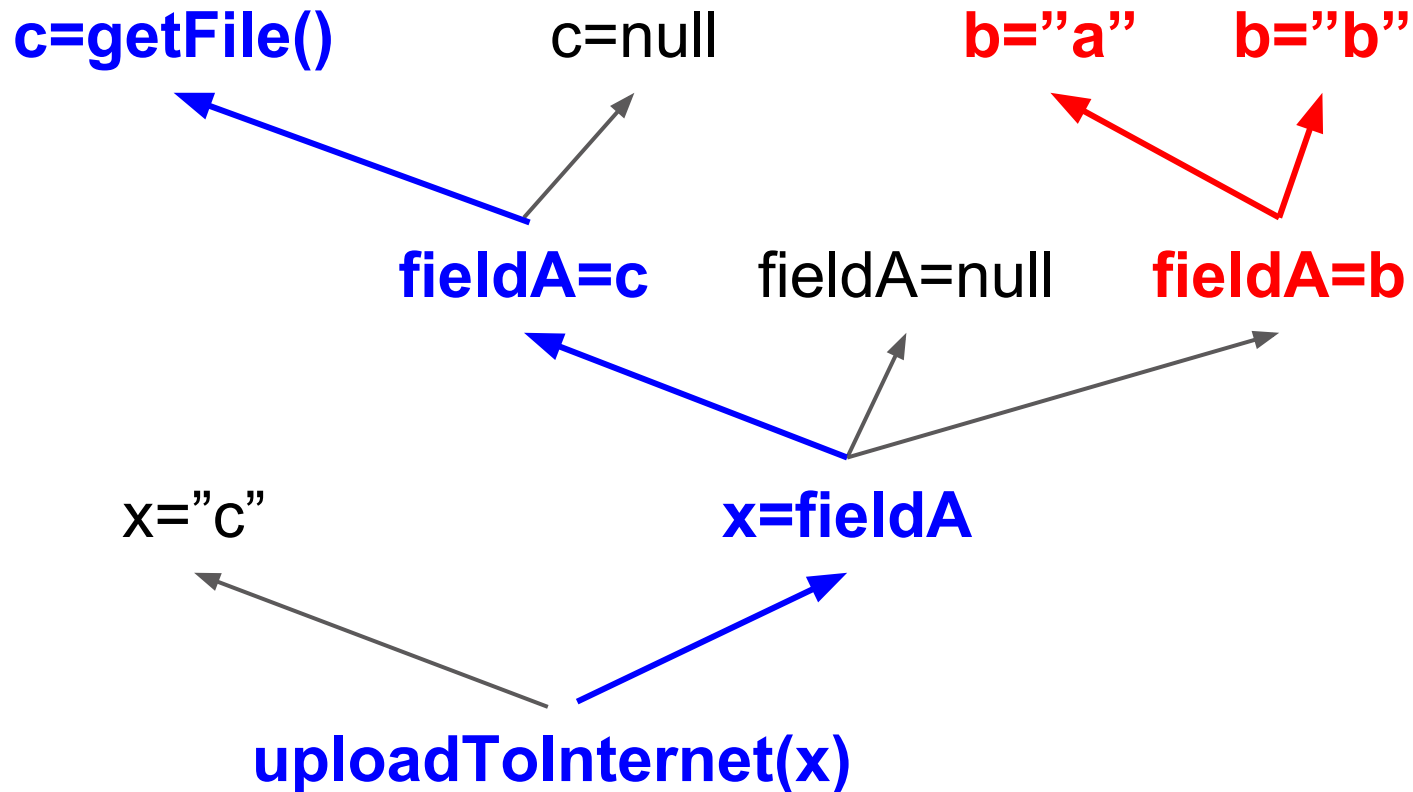 c=getFile()
c=null
b=”a”
b=”b”
fieldA=c
fieldA=null
fieldA=b
x=”c”
x=fieldA
uploadToInternet(x)